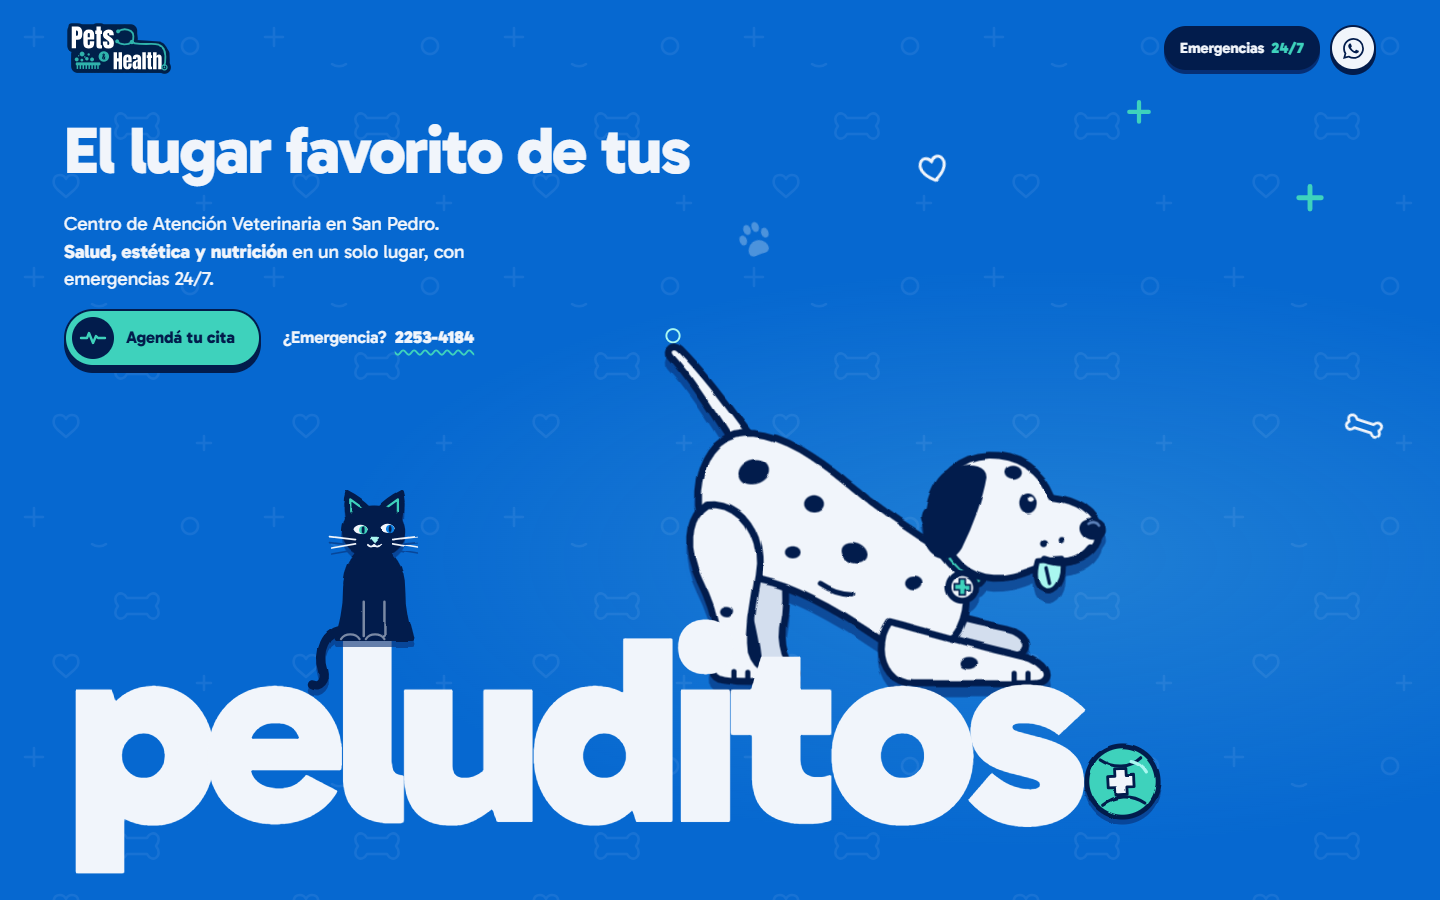 Pets
Health
Emergencias 24/7
El lugar favorito de tus
Centro de Atención Veterinaria en San Pedro.
Salud, estética y nutrición en un solo lugar, con
emergencias 24/7.
Agendá tu cita
¿Emergencia? 2253-4184
peluditos